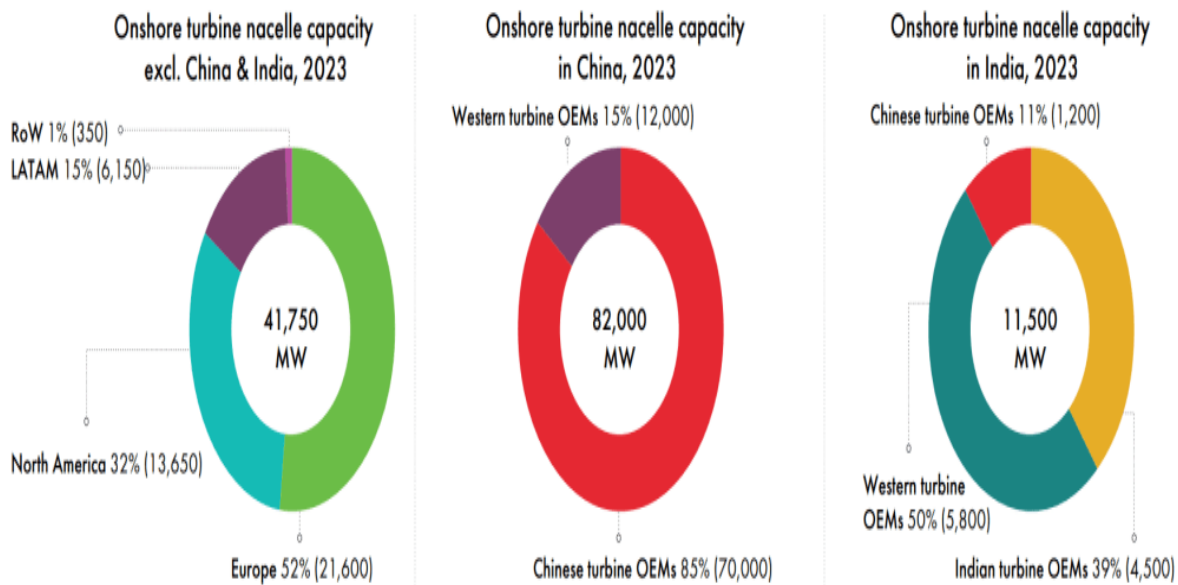 Onshore turbine nacelle capacity
excl. China & India, 2023
RoW 1% (350)
LATAM 15% (6,150)
41,750
MW
North America 32% (13,650)
Europe 52% (21,600)
Onshore turbine nacelle capacity
in China, 2023
Western turbine OEMs 15% (12,000)
82,000
MW
Chinese turbine OEMs 85% (70,000)
Onshore turbine nacelle capacity
in India, 2023
Chinese turbine OEMs 11% (1,200)
11,500
MW
Western turbine
OEMs 50% (5,800)
Indian turbine OEMs 39% (4,500)